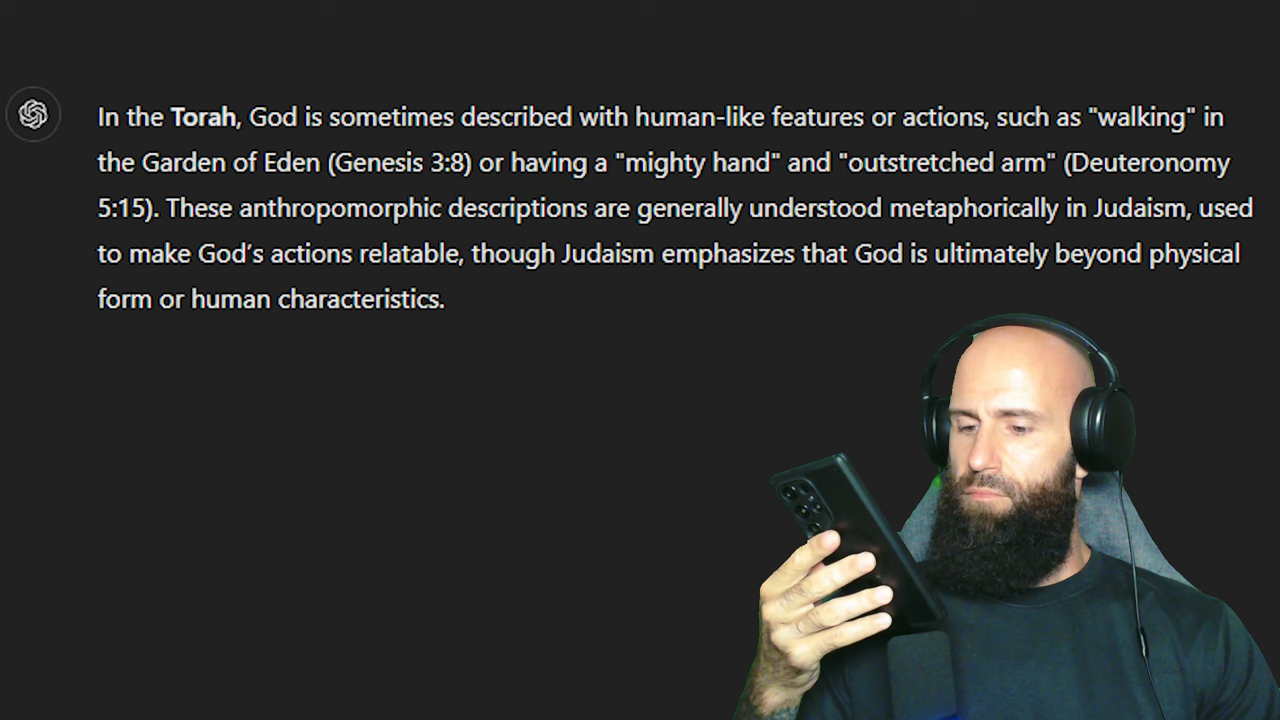 In the Torah, God is sometimes described with human-like features or actions, such as "walking" in
the Garden of Eden (Genesis 3:8) or having a "mighty hand" and "outstretched arm" (Deuteronomy
5:15). These anthropomorphic descriptions are generally understood metaphorically in Judaism, used
to make God’s actions relatable, though Judaism emphasizes that God is ultimately beyond physical
form or human characteristics.